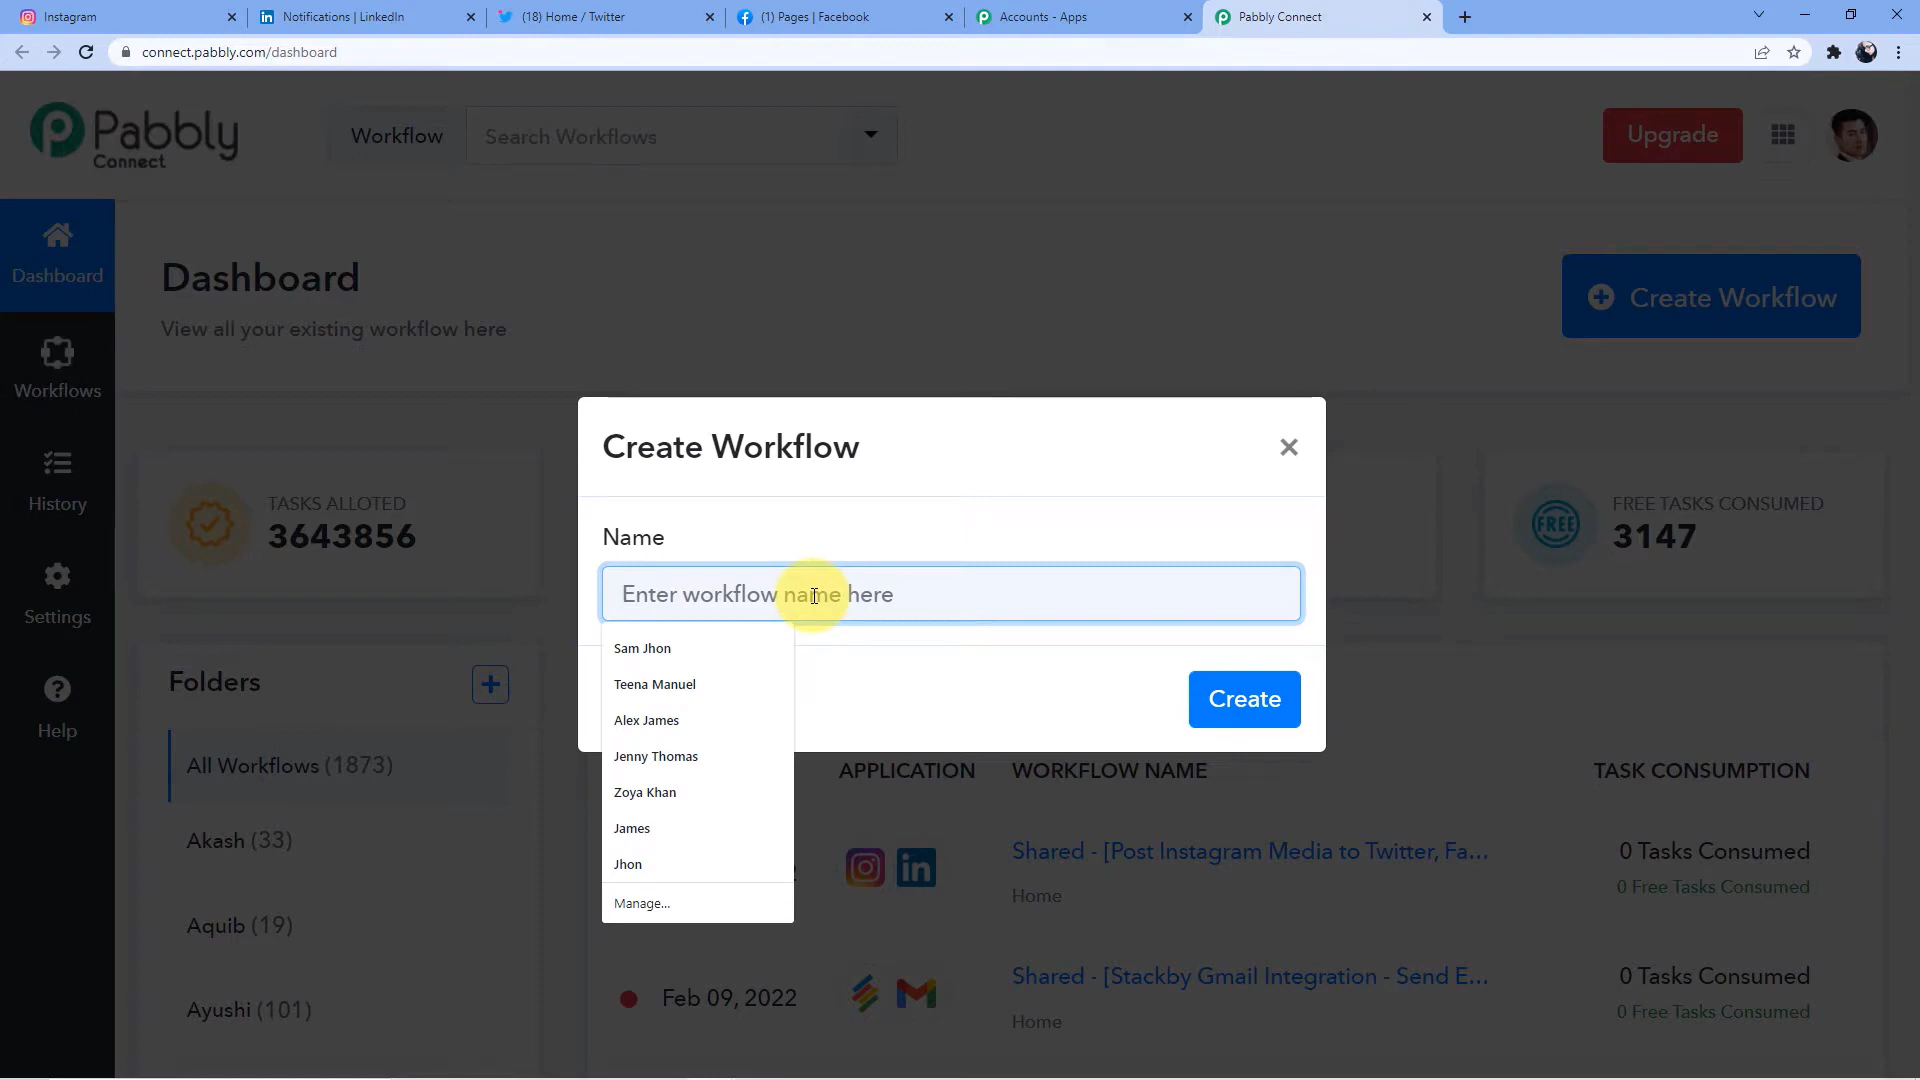 Instagram
Notifications | LinkedIn
(18) Home / Twitter
(1) Pages | Facebook
Accounts - Apps
Pabbly Connect
connect.pabbly.com/dashboard
Pabbly
Connect
Workflow
Search Workflows
Upgrade
Dashboard
Dashboard
View all your existing workflow here
Create Workflow
Workflows
Create Workflow
History
TASKS ALLOTED
3643856
FREE
FREE TASKS CONSUMED
3147
Name
Enter workflow name here
Settings
Sam Jhon
Teena Manuel
Alex James
Jenny Thomas
Zoya Khan
James
Jhon
Manage...
Create
Folders
Help
All Workflows (1873)
Akash (33)
Aquib (19)
Ayushi (101)
APPLICATION
WORKFLOW NAME
TASK CONSUMPTION
Shared - [Post Instagram Media to Twitter, Fa...
Home
0 Tasks Consumed
0 Free Tasks Consumed
Feb 09, 2022
Shared - [Stackby Gmail Integration - Send E...
Home
0 Tasks Consumed
0 Free Tasks Consumed